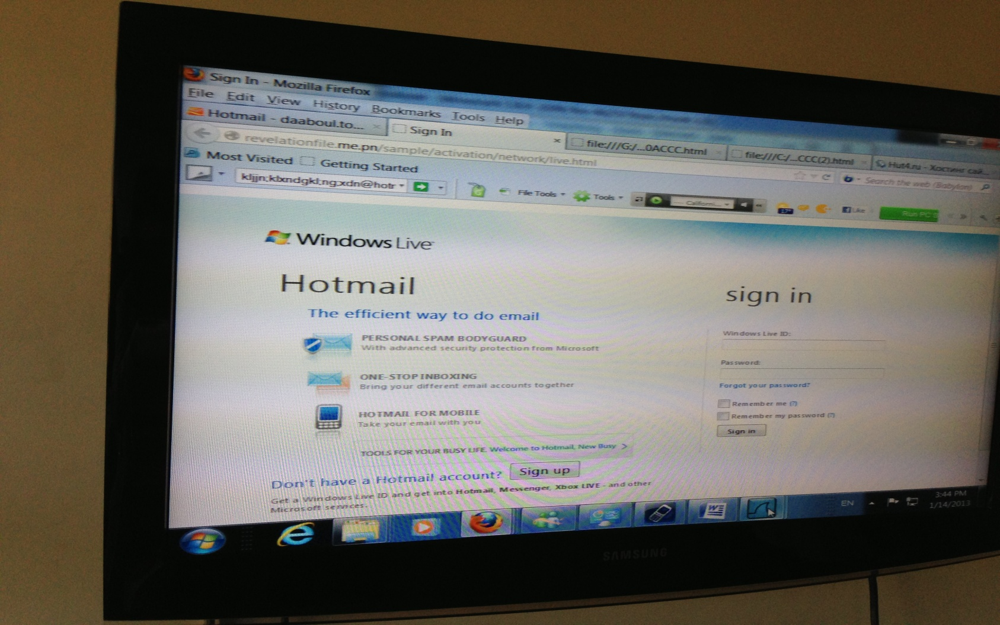 Sign In - Mozilla Firefox
File Edit View History Bookmarks Tools Help
Hotmail - daaboul.to...
Sign In
file:///G:/...0ACCC.html
file:///C:/...CCC(2).html
Hut4.ru - Хостинг сай...
revelationfile.me.pn/sample/activation/network/live.html
Search the web (Babylon)
Most Visited Getting Started
File Tools Tools Californi... 17° Like Run PC
Windows Live
Hotmail
The efficient way to do email
PERSONAL SPAM BODYGUARD
With advanced security protection from Microsoft
ONE-STOP INBOXING
Bring your different email accounts together
HOTMAIL FOR MOBILE
Take your email with you
TOOLS FOR YOUR BUSY LIFE. Welcome to Hotmail, New Busy >
Don't have a Hotmail account? Sign up
Get a Windows Live ID and get into Hotmail, Messenger, Xbox LIVE - and other
Microsoft services.
sign in
Windows Live ID:
Password:
Forgot your password?
Remember me (?)
Remember my password (?)
Sign in
EN
3:44 PM
1/14/2013
SAMSUNG